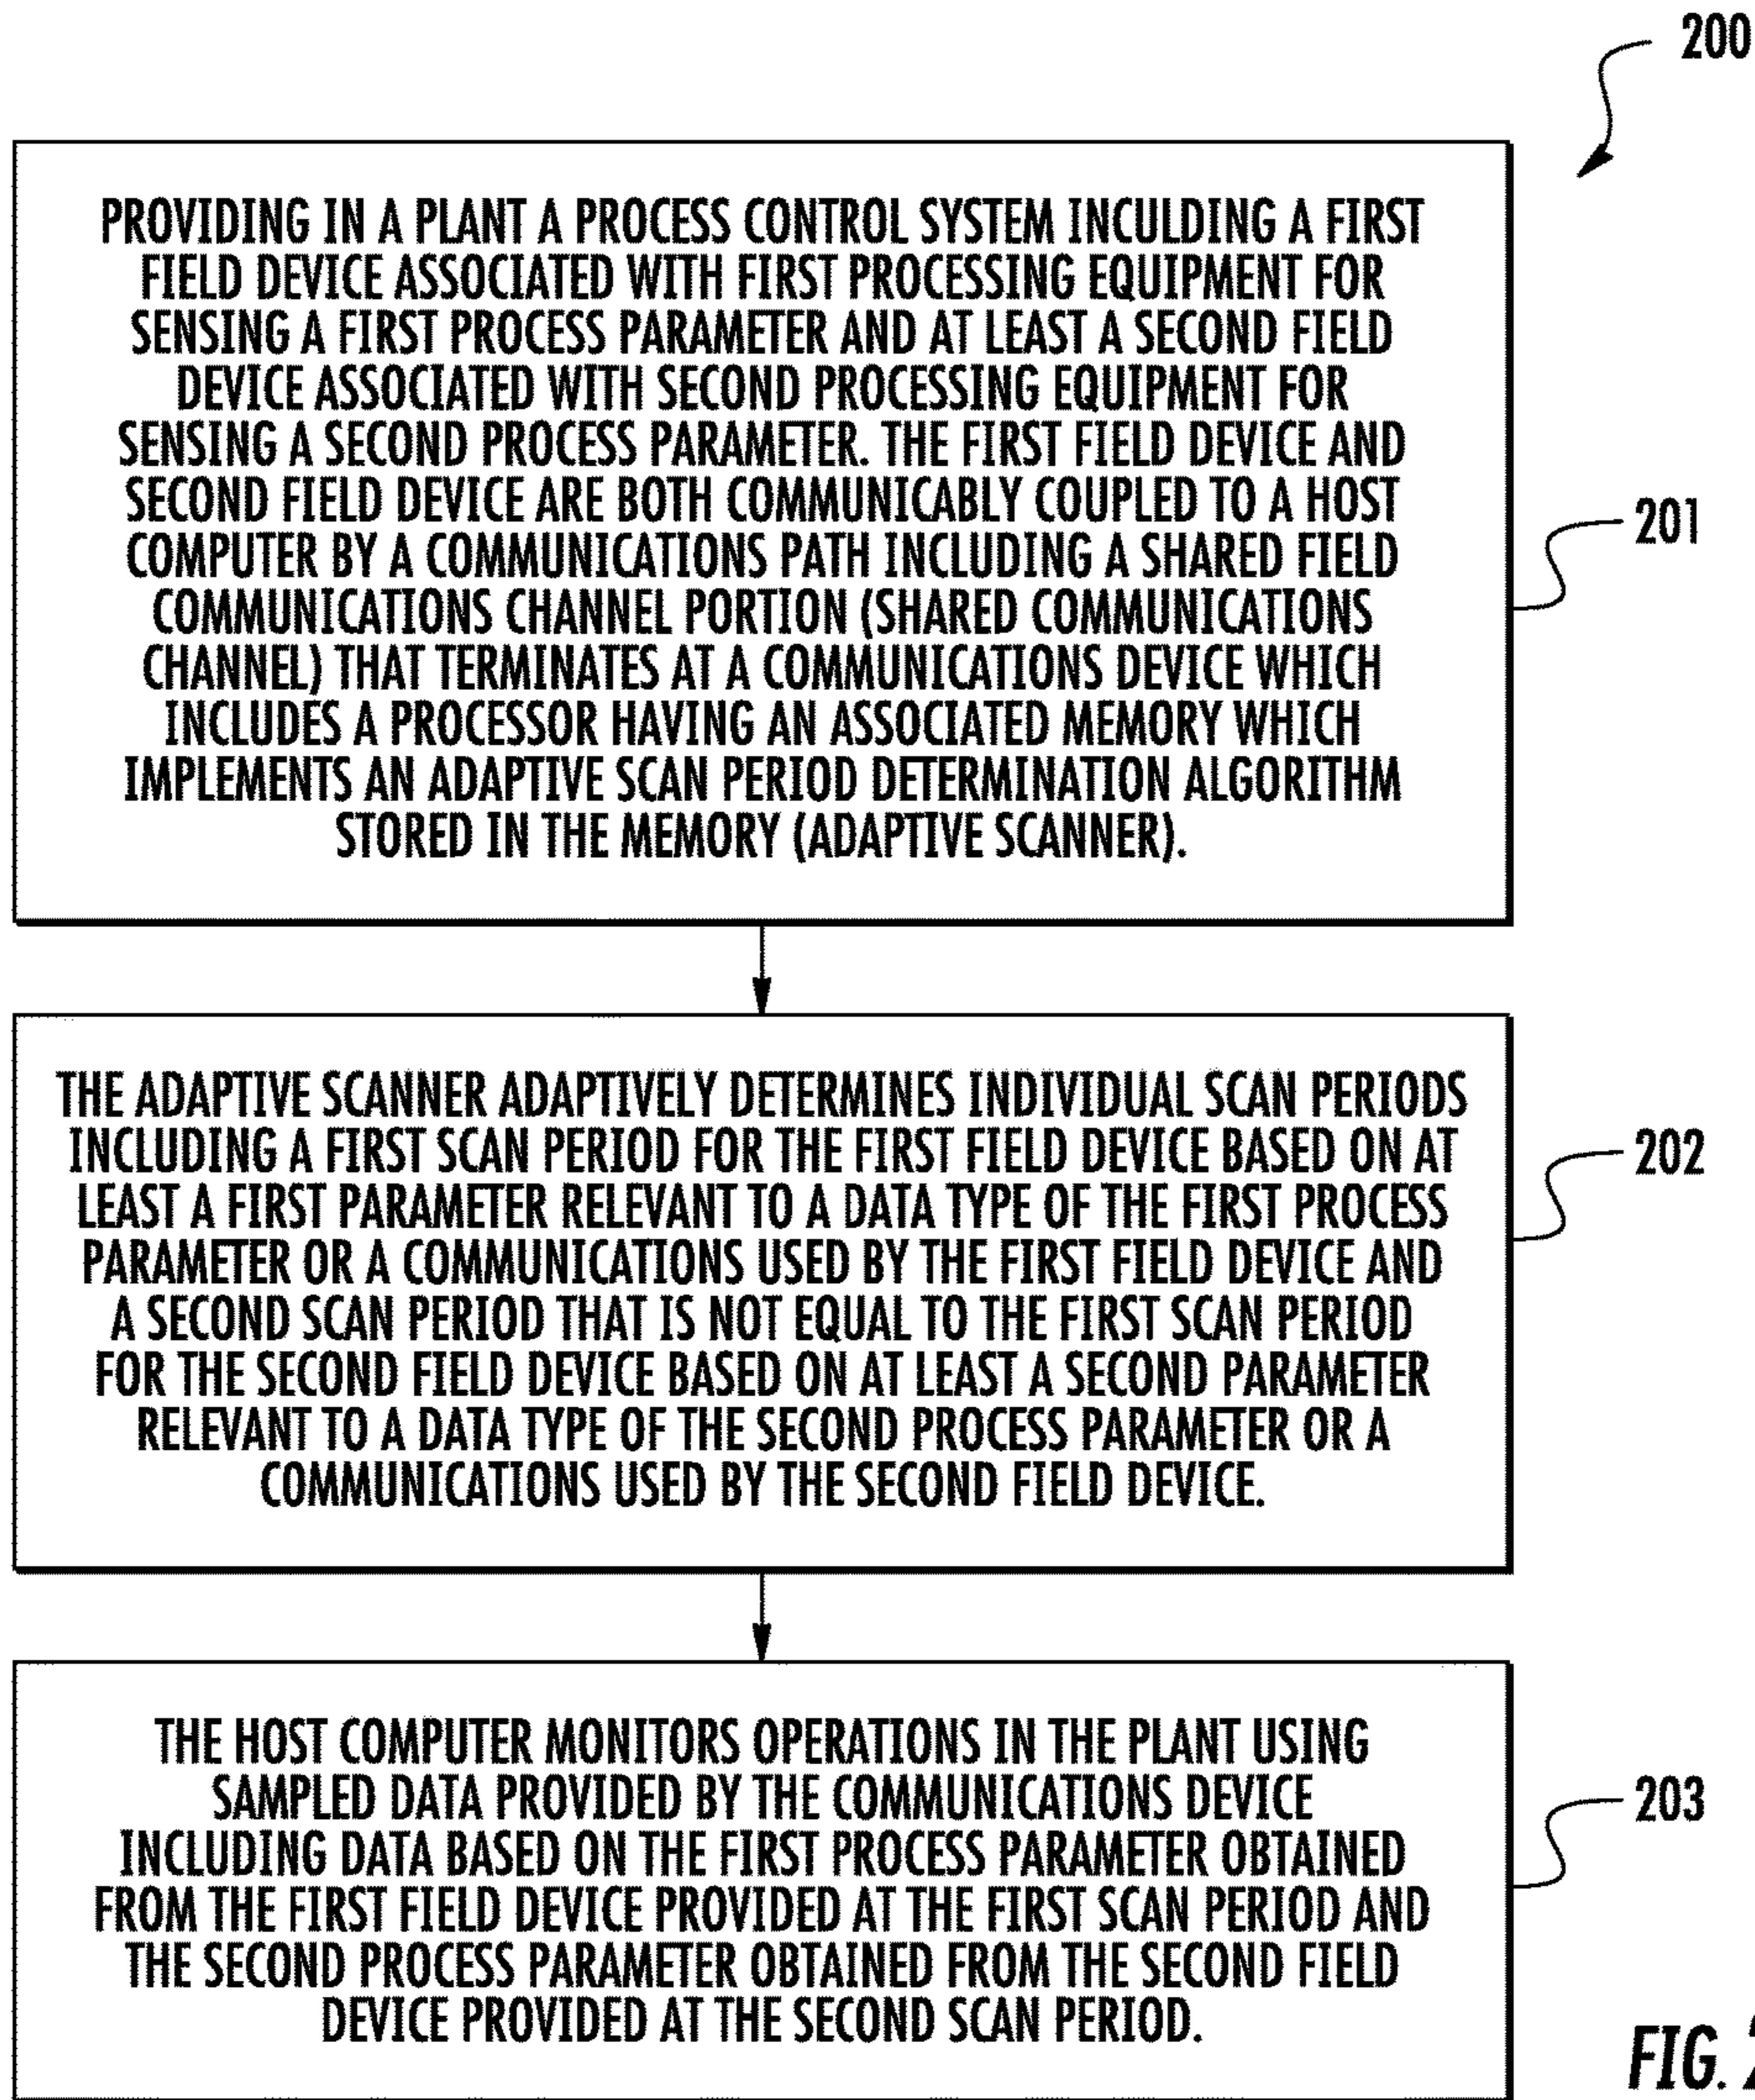 200
PROVIDING IN A PLANT A PROCESS CONTROL SYSTEM INCULDING A FIRST
FIELD DEVICE ASSOCIATED WITH FIRST PROCESSING EQUIPMENT FOR
SENSING A FIRST PROCESS PARAMETER AND AT LEAST A SECOND FIELD
DEVICE ASSOCIATED WITH SECOND PROCESSING EQUIPMENT FOR
SENSING A SECOND PROCESS PARAMETER. THE FIRST FIELD DEVICE AND
SECOND FIELD DEVICE ARE BOTH COMMUNICABLY COUPLED TO A HOST
COMPUTER BY A COMMUNICATIONS PATH INCLUDING A SHARED FIELD
COMMUNICATIONS CHANNEL PORTION (SHARED COMMUNICATIONS
CHANNEL) THAT TERMINATES AT A COMMUNICATIONS DEVICE WHICH
INCLUDES A PROCESSOR HAVING AN ASSOCIATED MEMORY WHICH
IMPLEMENTS AN ADAPTIVE SCAN PERIOD DETERMINATION ALGORITHM
STORED IN THE MEMORY (ADAPTIVE SCANNER).
201
THE ADAPTIVE SCANNER ADAPTIVELY DETERMINES INDIVIDUAL SCAN PERIODS
INCLUDING A FIRST SCAN PERIOD FOR THE FIRST FIELD DEVICE BASED ON AT
LEAST A FIRST PARAMETER RELEVANT TO A DATA TYPE OF THE FIRST PROCESS
PARAMETER OR A COMMUNICATIONS USED BY THE FIRST FIELD DEVICE AND
A SECOND SCAN PERIOD THAT IS NOT EQUAL TO THE FIRST SCAN PERIOD
FOR THE SECOND FIELD DEVICE BASED ON AT LEAST A SECOND PARAMETER
RELEVANT TO A DATA TYPE OF THE SECOND PROCESS PARAMETER OR A
COMMUNICATIONS USED BY THE SECOND FIELD DEVICE.
202
THE HOST COMPUTER MONITORS OPERATIONS IN THE PLANT USING
SAMPLED DATA PROVIDED BY THE COMMUNICATIONS DEVICE
INCLUDING DATA BASED ON THE FIRST PROCESS PARAMETER OBTAINED
FROM THE FIRST FIELD DEVICE PROVIDED AT THE FIRST SCAN PERIOD AND
THE SECOND PROCESS PARAMETER OBTAINED FROM THE SECOND FIELD
DEVICE PROVIDED AT THE SECOND SCAN PERIOD.
203
FIG. 2